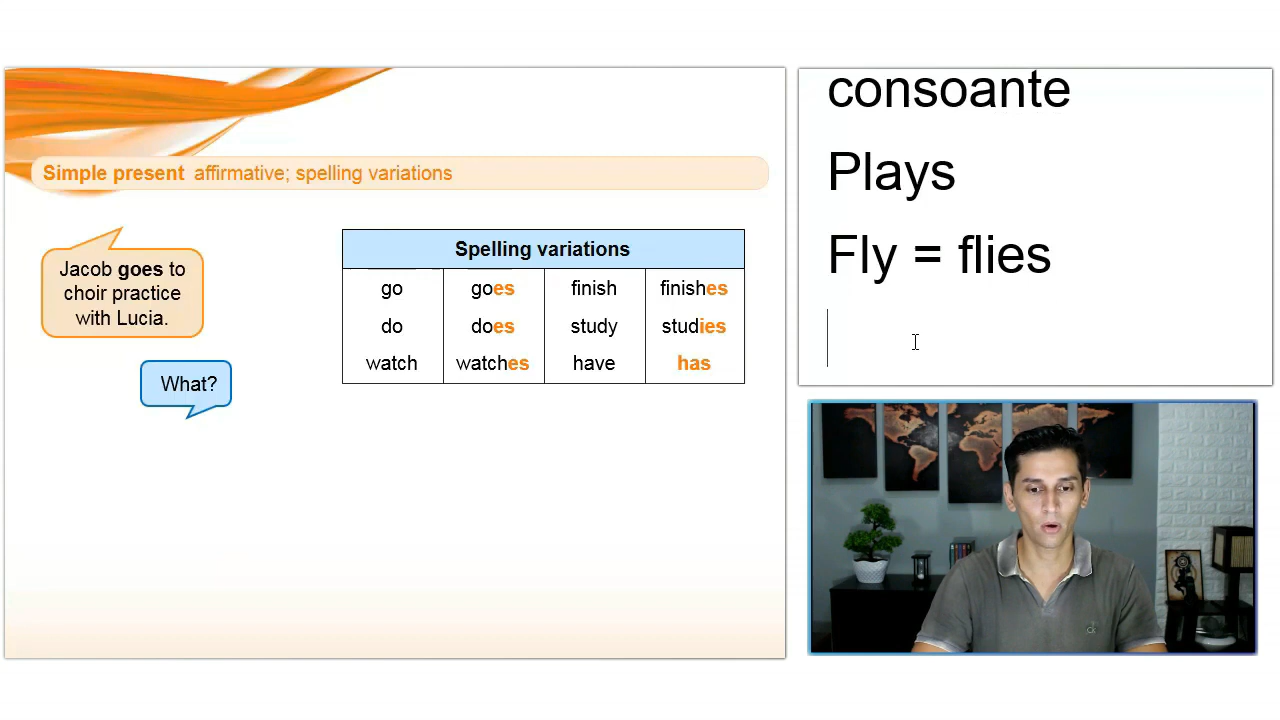 Simple present affirmative; spelling variations
Jacob goes to
choir practice
with Lucia.
What?
Spelling variations
go goes finish finishes
do does study studies
watch watches have has
consoante
Plays
Fly = flies